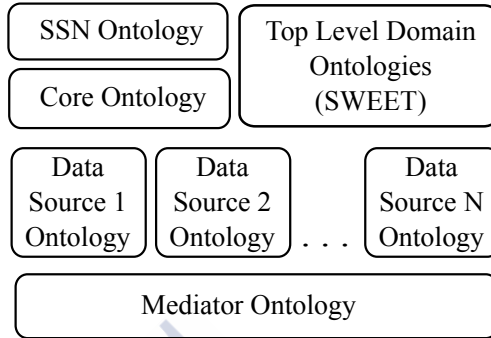 SSN Ontology
Core Ontology
Top Level Domain
Ontologies
(SWEET)
Data
Source 1
Ontology
Data
Source 2
Ontology
. . .
Data
Source N
Ontology
Mediator Ontology